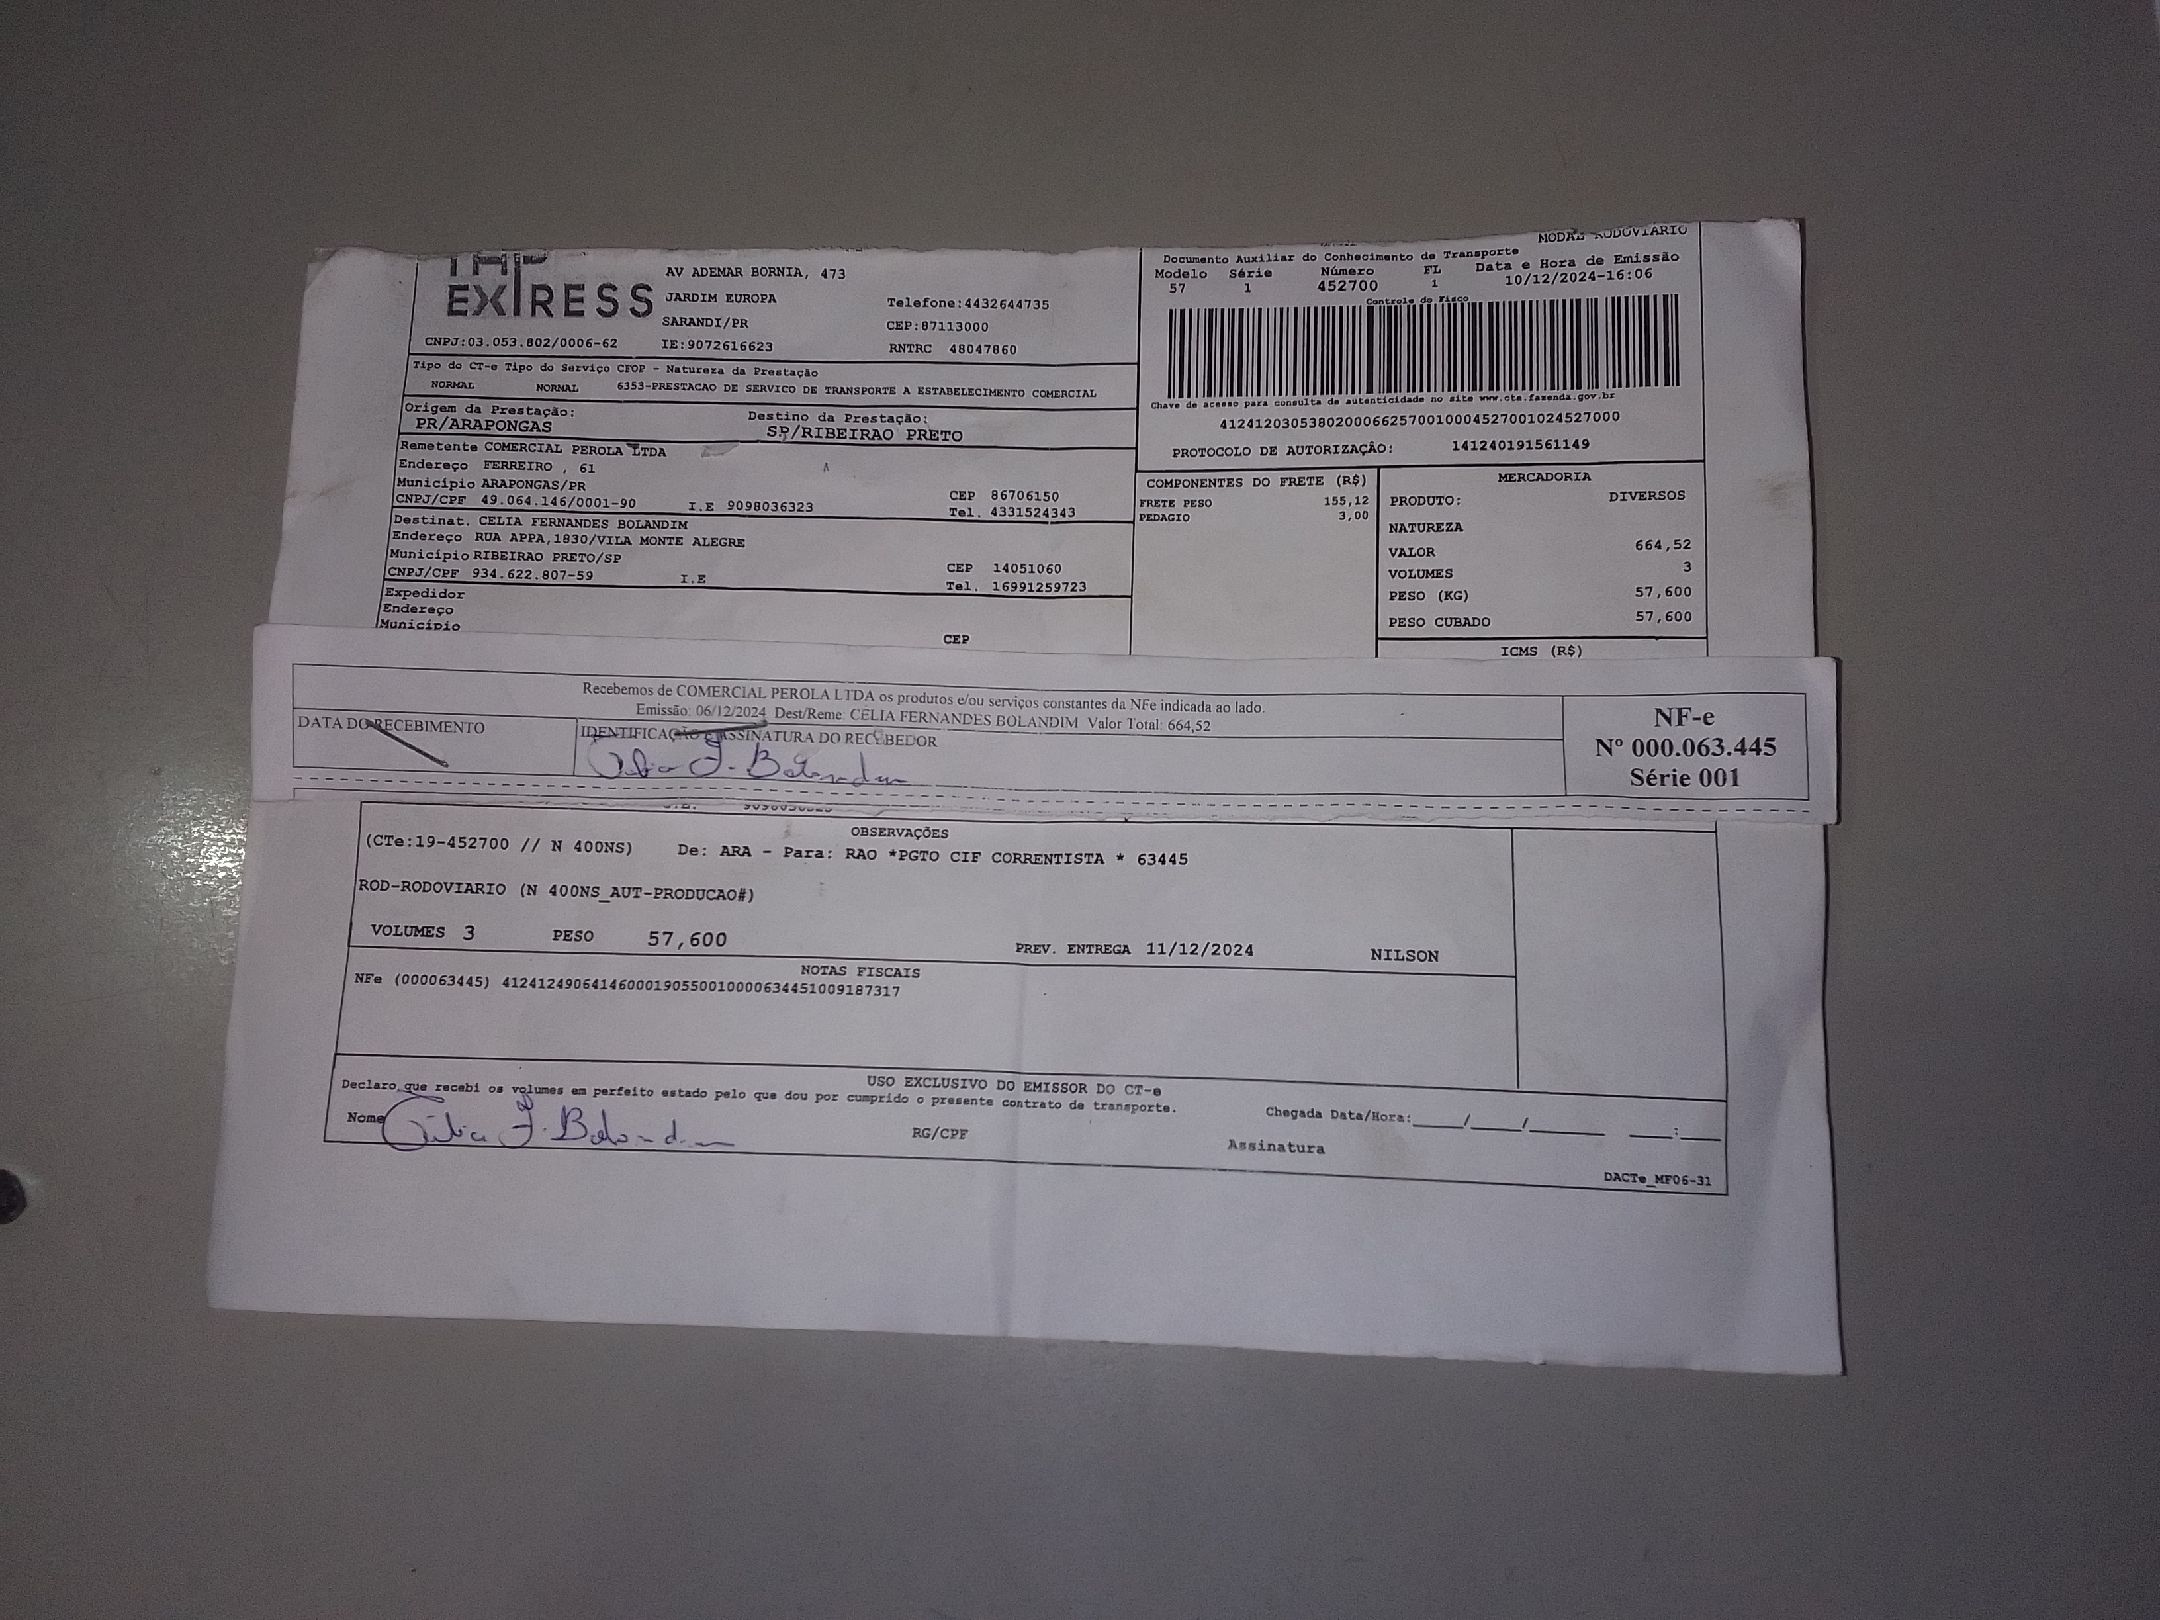 EXPRESS
AV ADEMAR BORNIA, 473
JARDIM EUROPA
Telefone:4432644735
SARANDI/PR
CEP:87113000
CNPJ:03.053.802/0006-62
IE:9072616623
RNTRC 48047860
MODAL RODOVIARIO
Documento Auxiliar do Conhecimento de Transporte
Modelo Série Número FL Data e Hora de Emissão
57 1 452700 1 10/12/2024-16:06
Controle do Fisco
Chave de acesso para consulta de autenticidade no site www.cte.fazenda.gov.br
41241203053802000662570010004527001024527000
PROTOCOLO DE AUTORIZAÇÃO: 141240191561149
Tipo do CT-e Tipo do Serviço CFOP - Natureza da Prestação
NORMAL NORMAL 6353-PRESTACAO DE SERVICO DE TRANSPORTE A ESTABELECIMENTO COMERCIAL
Origem da Prestação: Destino da Prestação:
PR/ARAPONGAS SP/RIBEIRAO PRETO
Remetente COMERCIAL PEROLA LTDA
Endereço FERREIRO , 61
Município ARAPONGAS/PR CEP 86706150
CNPJ/CPF 49.064.146/0001-90 I.E 9098036323 Tel. 4331524343
Destinat. CELIA FERNANDES BOLANDIM
Endereço RUA APPA,1830/VILA MONTE ALEGRE
Município RIBEIRAO PRETO/SP CEP 14051060
CNPJ/CPF 934.622.807-59 I.E Tel. 16991259723
Expedidor
Endereço
Município CEP
COMPONENTES DO FRETE (R$)
FRETE PESO 155,12
PEDAGIO 3,00
MERCADORIA
PRODUTO: DIVERSOS
NATUREZA
VALOR 664,52
VOLUMES 3
PESO (KG) 57,600
PESO CUBADO 57,600
ICMS (R$)
Recebemos de COMERCIAL PEROLA LTDA os produtos e/ou serviços constantes da NFe indicada ao lado.
Emissão: 06/12/2024 Dest/Reme: CELIA FERNANDES BOLANDIM Valor Total: 664,52
DATA DO RECEBIMENTO
IDENTIFICAÇÃO E ASSINATURA DO RECEBEDOR
Celia F. Bolandim
NF-e
Nº 000.063.445
Série 001
OBSERVAÇÕES
(CTe:19-452700 // N 400NS) De: ARA - Para: RAO *PGTO CIF CORRENTISTA * 63445
ROD-RODOVIARIO (N 400NS_AUT-PRODUCAO#)
VOLUMES 3 PESO 57,600 PREV. ENTREGA 11/12/2024 NILSON
NOTAS FISCAIS
NFe (000063445) 41241249064146000190550010000634451009187317
USO EXCLUSIVO DO EMISSOR DO CT-e
Declaro que recebi os volumes em perfeito estado pelo que dou por cumprido o presente contrato de transporte.
Chegada Data/Hora:____/____/______ ____:____
Nome Celia F. Bolandim RG/CPF Assinatura
DACTe_MF06-31